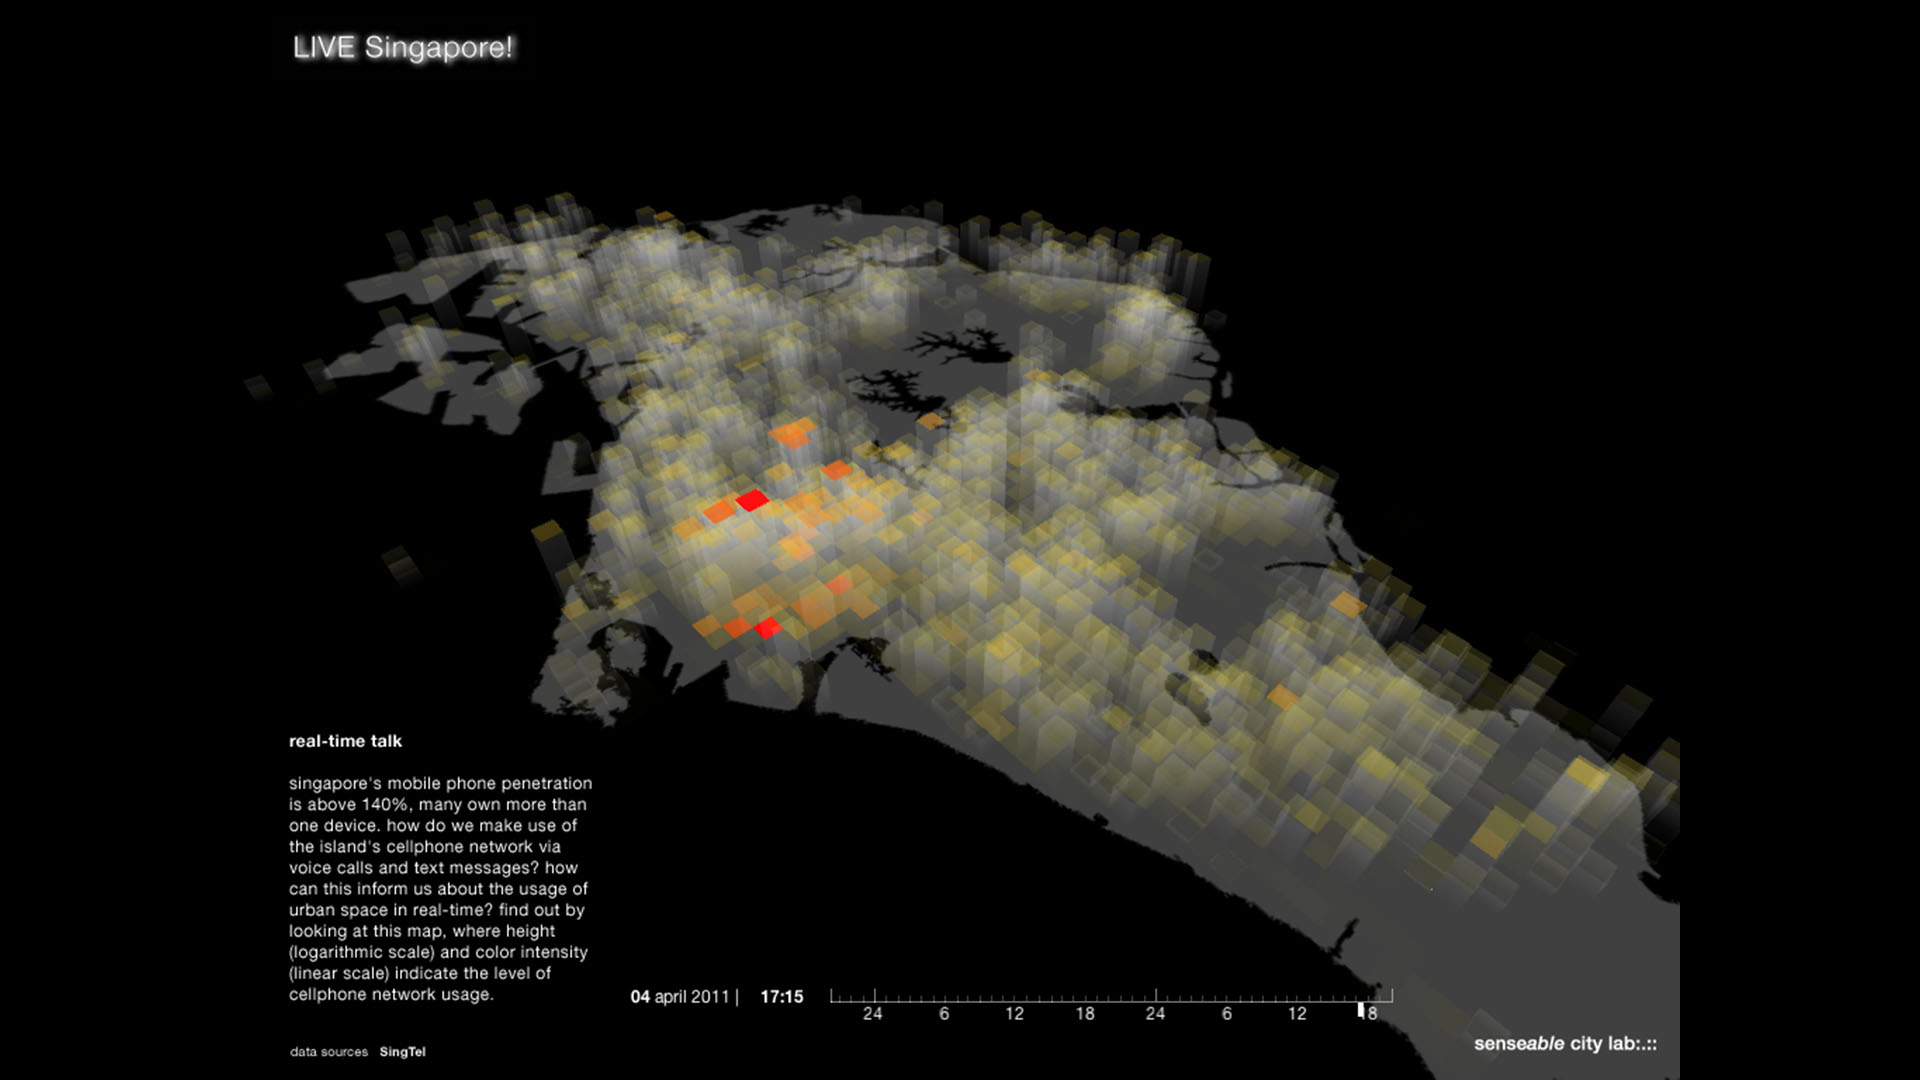 LIVE Singapore!
real-time talk
singapore's mobile phone penetration
is above 140%, many own more than
one device. how do we make use of
the island's cellphone network via
voice calls and text messages? how
can this inform us about the usage of
urban space in real-time? find out by
looking at this map, where height
(logarithmic scale) and color intensity
(linear scale) indicate the level of
cellphone network usage.
04 april 2011 | 17:15
24 6 12 18 24 6 12 18
data sources SingTel
senseable city lab:.::